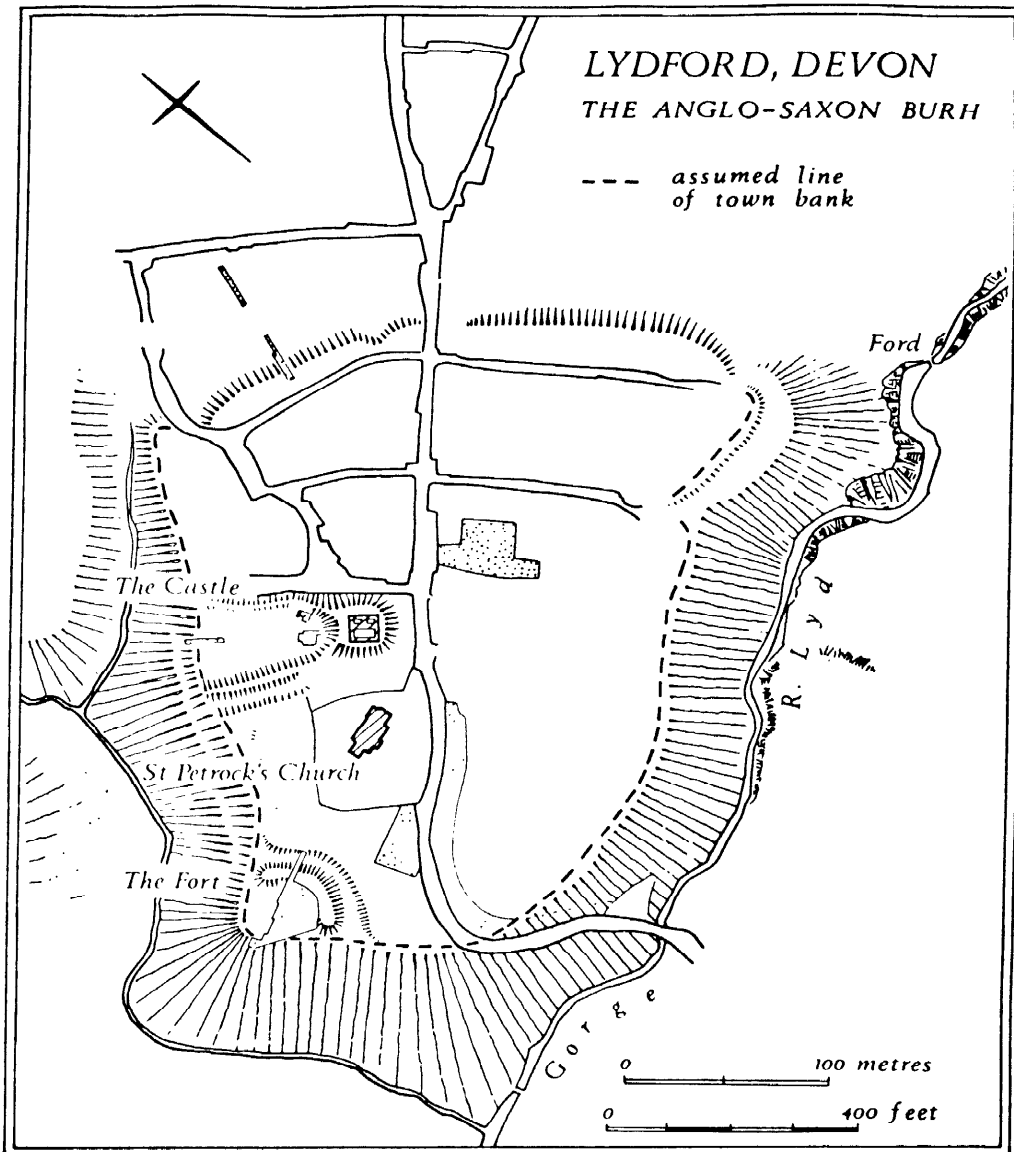 LYDFORD, DEVON
THE ANGLO-SAXON BURH
--- assumed line
of town bank
Ford
The Castle
R. Lyd
St Petrock's Church
The Fort
Gorge
0 100 metres
0 400 feet